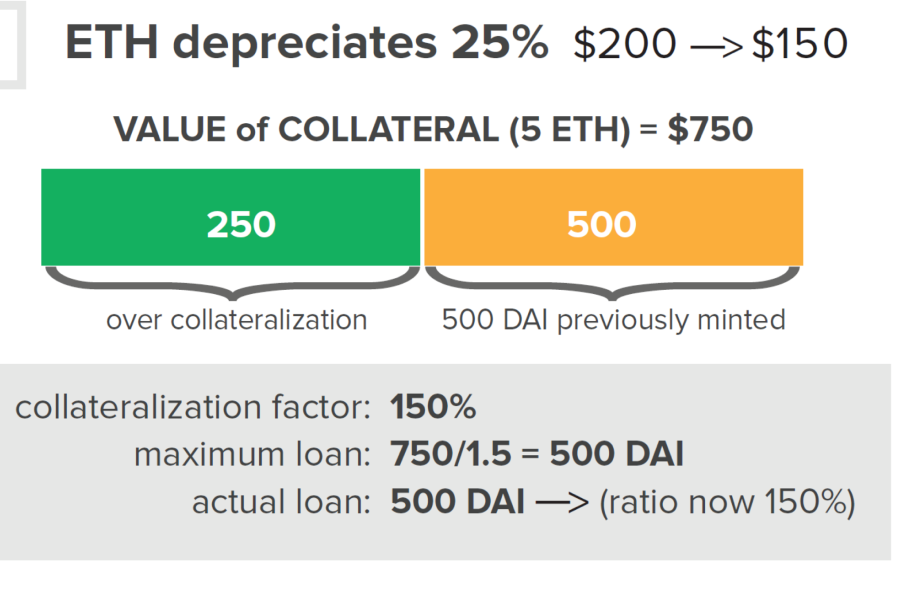 ETH depreciates 25% $200 —> $150
VALUE of COLLATERAL (5 ETH) = $750
250 500
over collateralization 500 DAI previously minted
collateralization factor: 150%
maximum loan: 750/1.5 = 500 DAI
actual loan: 500 DAI —> (ratio now 150%)